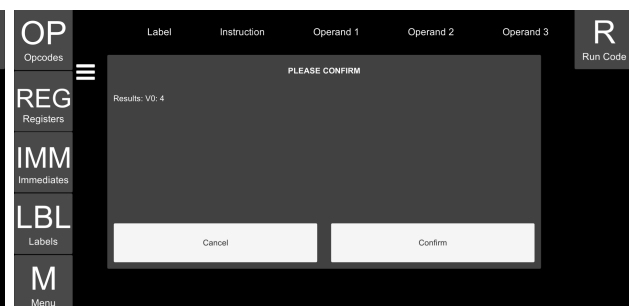 OP
Opcodes
Label Instruction Operand 1 Operand 2 Operand 3
R
Run Code
PLEASE CONFIRM
Results: V0: 4
REG
Registers
IMM
Immediates
LBL
Labels
Cancel Confirm
M
Menu